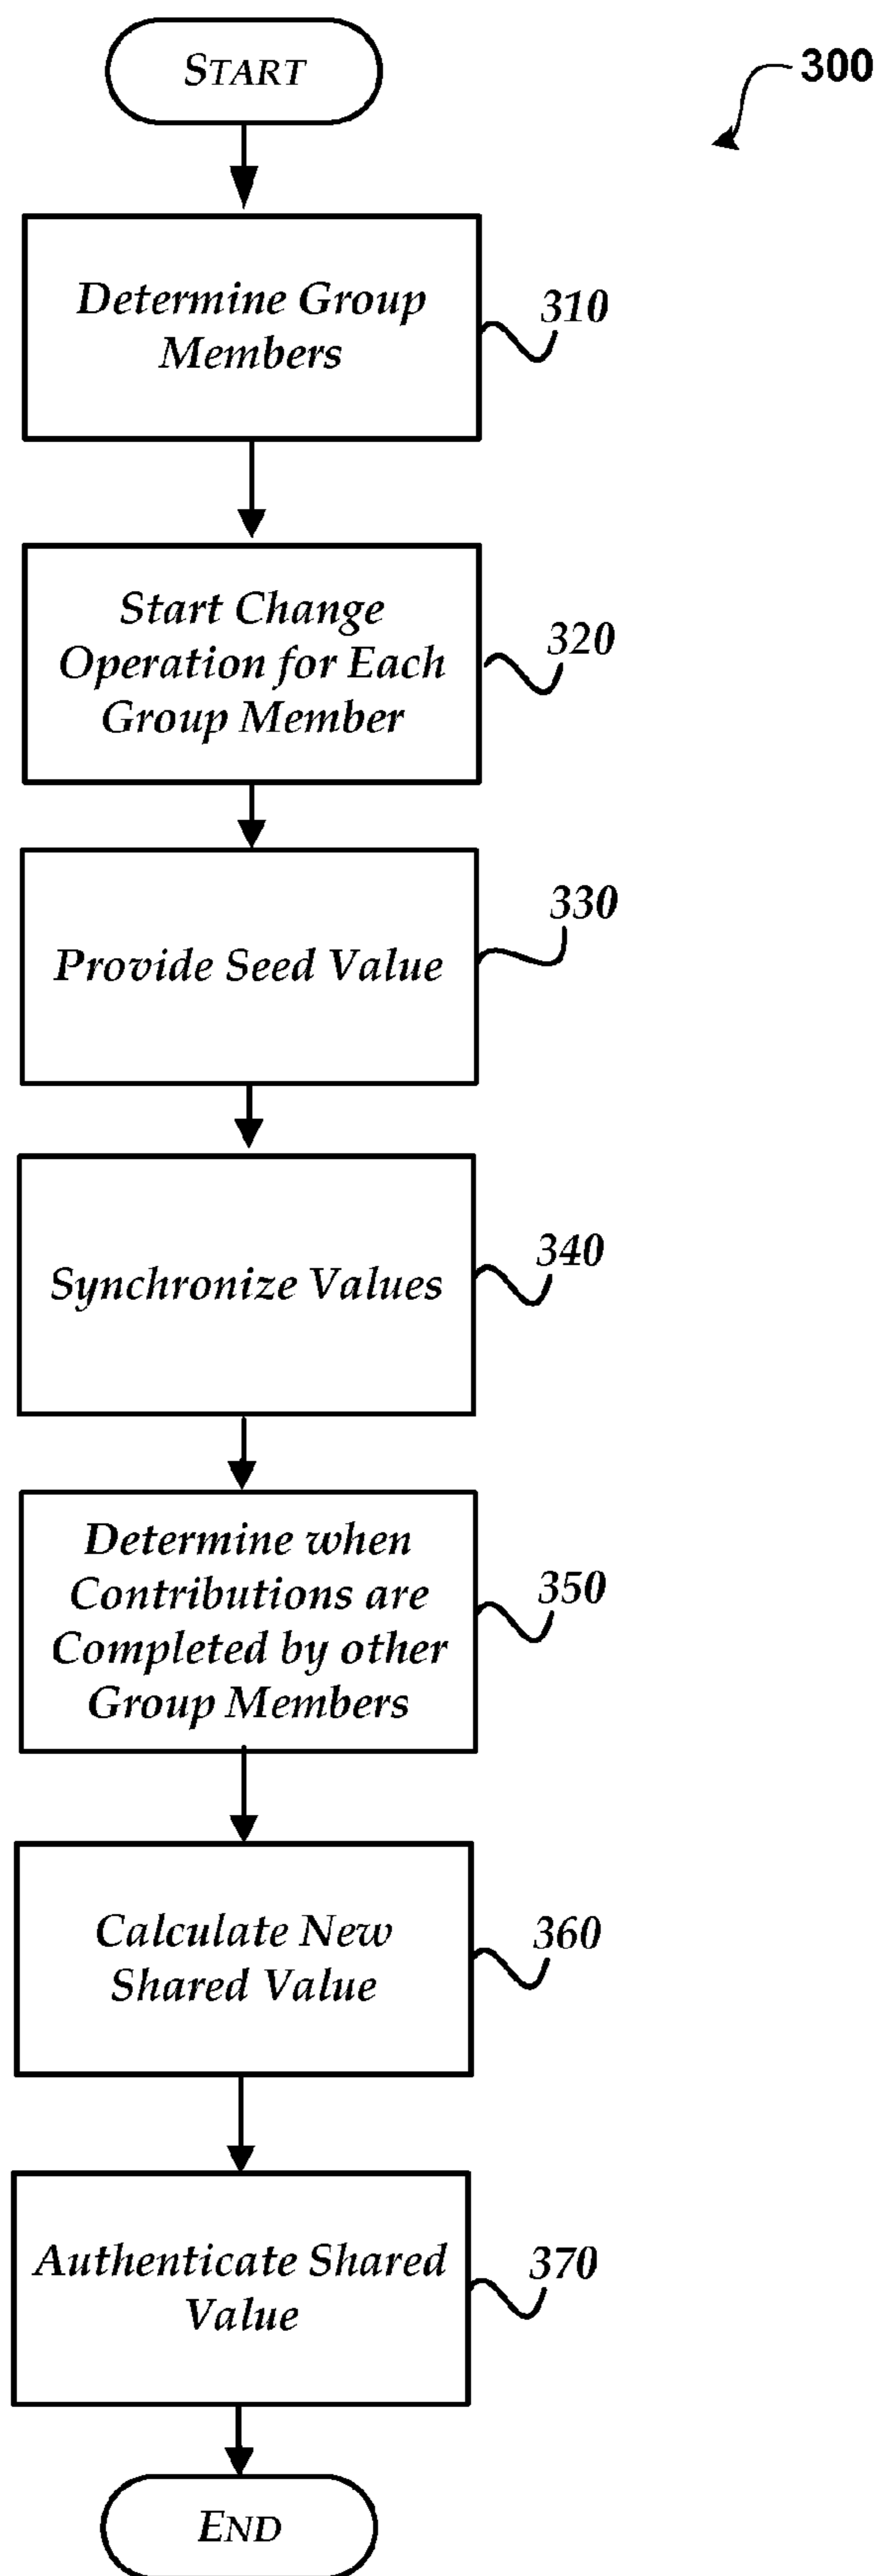 START
300
Determine Group
Members
310
Start Change
Operation for Each
Group Member
320
Provide Seed Value
330
Synchronize Values
340
Determine when
Contributions are
Completed by other
Group Members
350
Calculate New
Shared Value
360
Authenticate Shared
Value
370
END